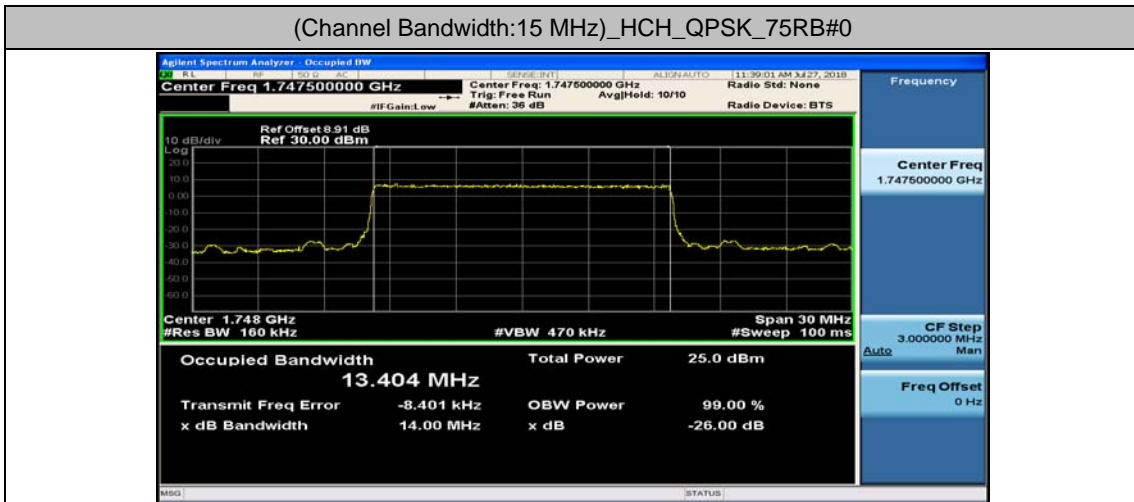 (Channel Bandwidth:15 MHz)_HCH_QPSK_75RB#0
Agilent Spectrum Analyzer - Occupied BW
RL RF 50 Ω AC SENSE:INT ALIGNAUTO 11:39:01 AM Jul 27, 2018
Center Freq 1.747500000 GHz
Center Freq: 1.747500000 GHz
Radio Std: None
Trig: Free Run Avg|Hold: 10/10
#IFGain:Low #Atten: 36 dB Radio Device: BTS
Frequency
Ref Offset 8.91 dB
10 dB/div Ref 30.00 dBm
Log
20.0
10.0
0.00
-10.0
-20.0
-30.0
-40.0
-50.0
-60.0
Center Freq
1.747500000 GHz
Center 1.748 GHz Span 30 MHz
#Res BW 160 kHz #VBW 470 kHz #Sweep 100 ms
CF Step
3.000000 MHz
Auto Man
Occupied Bandwidth Total Power 25.0 dBm
13.404 MHz
Transmit Freq Error -8.401 kHz OBW Power 99.00 %
x dB Bandwidth 14.00 MHz x dB -26.00 dB
Freq Offset
0 Hz
MSG STATUS